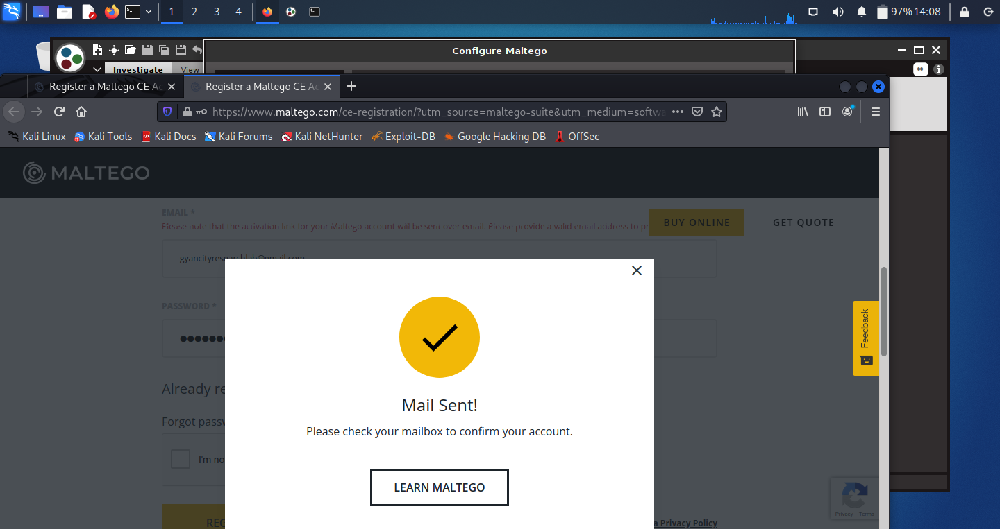 1 2 3 4 97% 14:08
Configure Maltego
Investigate View
Register a Maltego CE Ac Register a Maltego CE Ac
https://www.maltego.com/ce-registration/?utm_source=maltego-suite&utm_medium=softwa
Kali Linux Kali Tools Kali Docs Kali Forums Kali NetHunter Exploit-DB Google Hacking DB OffSec
MALTEGO
EMAIL *
Please note that the activation link for your Maltego account will be sent over email. Please provide a valid email address to pr
BUY ONLINE GET QUOTE
gyancityresearchlab@gmail.com
PASSWORD *
Feedback
Already re
Mail Sent!
Forgot passw
Please check your mailbox to confirm your account.
I'm no
LEARN MALTEGO
Privacy - Terms
REG
a Privacy Policy